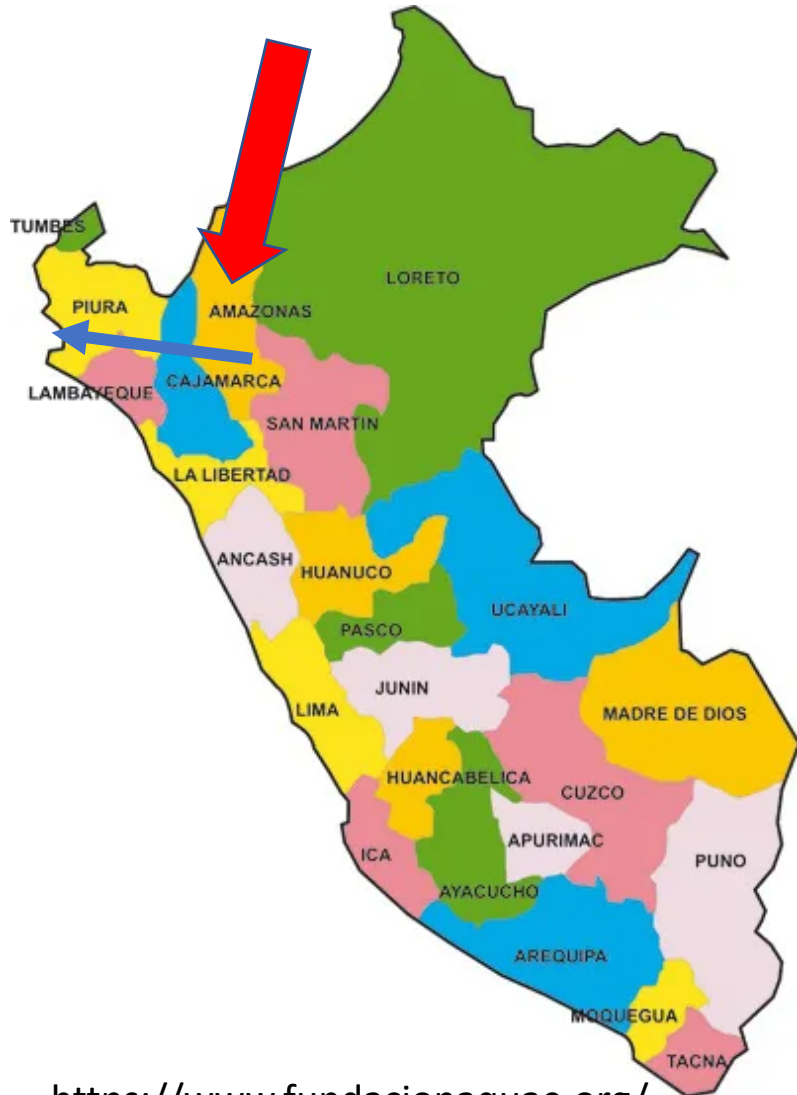 LORETO
TUMBES
PIURA
AMAZONAS
CAJAMARCA
LAMBAYEQUE
SAN MARTIN
LA LIBERTAD
ANCASH
HUANUCO
UCAYALI
PASCO
JUNIN
LIMA
MADRE DE DIOS
HUANCABELICA
CUZCO
APURIMAC
ICA
PUNO
AYACUCHO
AREQUIPA
MOQUEGUA
TACNA
https://www.fundacionaquae.org/